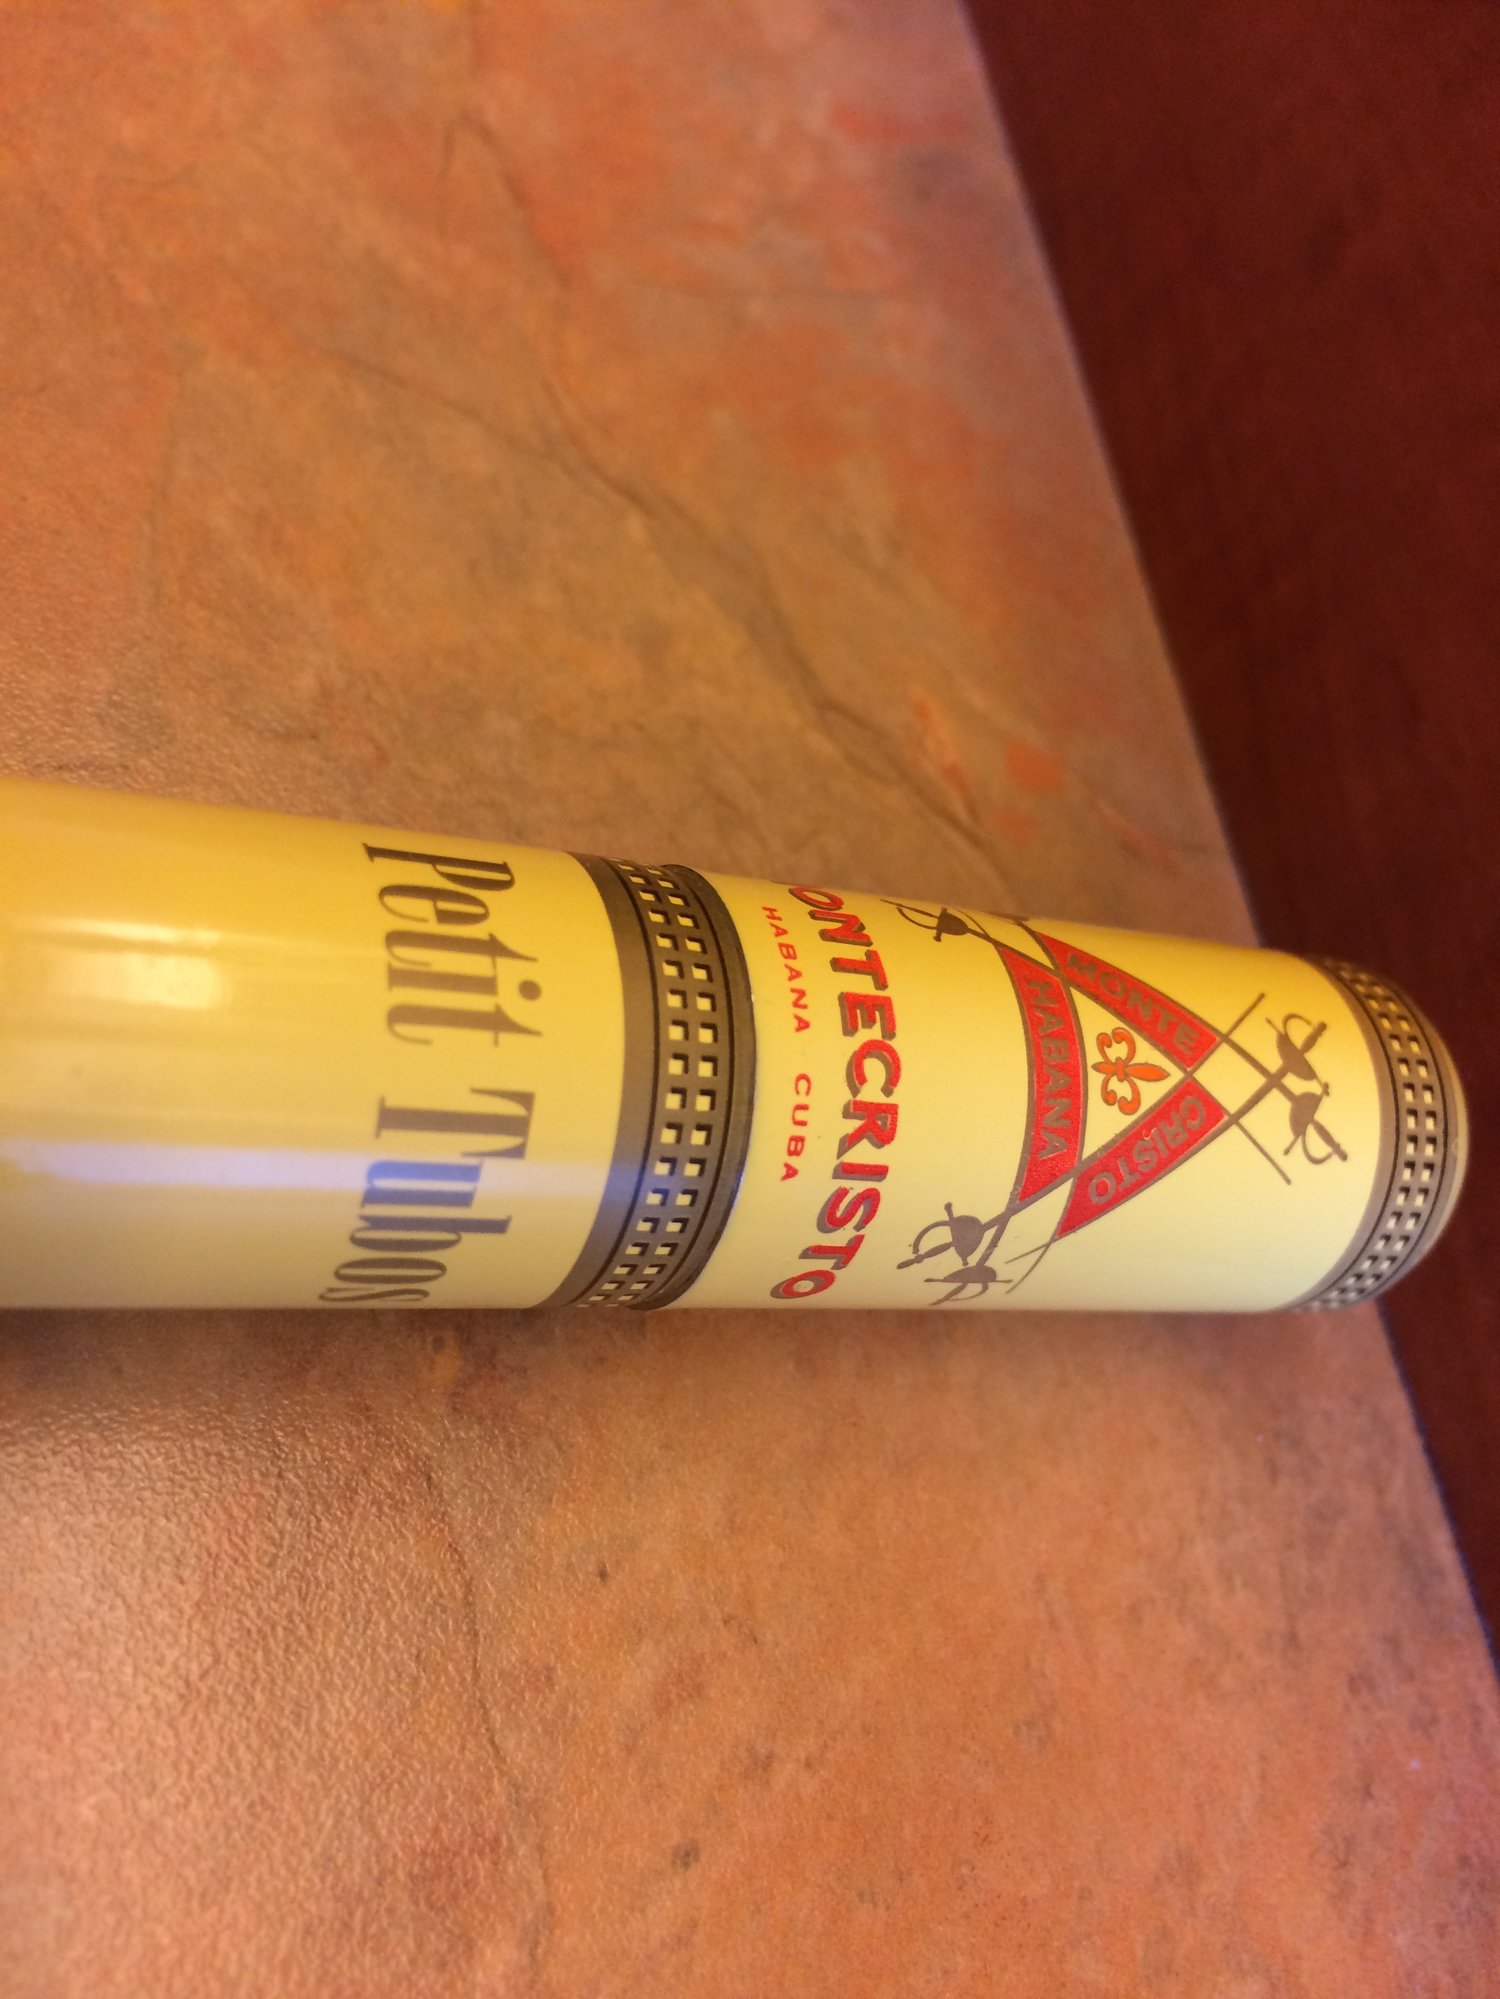 MONTE
CRISTO
HABANA
MONTECRISTO
HABANA CUBA
Petit Tubos